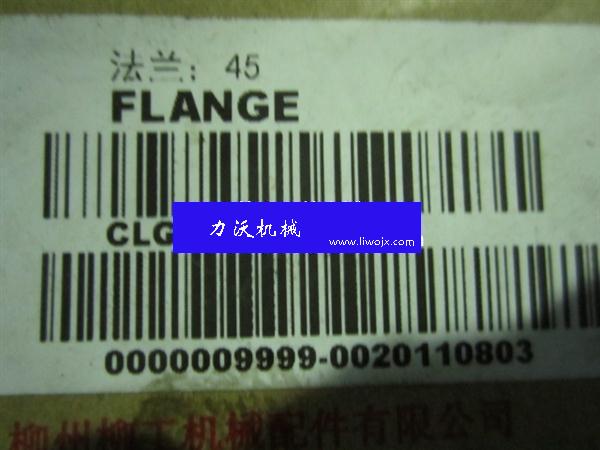 法兰：45
FLANGE
CLG
力沃机械
www.liwojx.com
0000009999-0020110803
柳州柳工机械配件有限公司